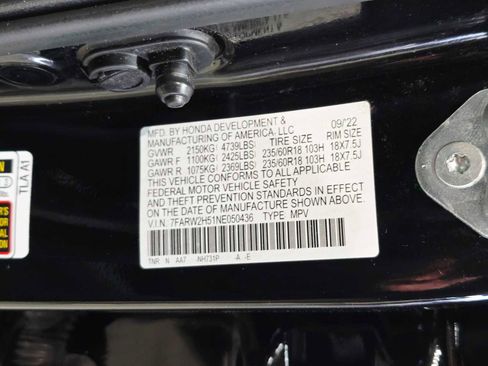 MFD. BY HONDA DEVELOPMENT & 09/'22
MANUFACTURING OF AMERICA, LLC
TIRE SIZE RIM SIZE
GVWR 2150KG( 4739LBS)
GAWR F 1100KG( 2425LBS) 235/60R18 103H 18X7.5J
GAWR R 1075KG( 2369LBS) 235/60R18 103H 18X7.5J
THIS VEHICLE CONFORMS TO ALL APPLICABLE
FEDERAL MOTOR VEHICLE SAFETY
STANDARDS IN EFFECT
ON THE DATE OF MANUFACTURE SHOWN ABOVE.
V.I.N.: 7FARW2H51NE050436 TYPE MPV
TNR N AA7 -NH731P -A -E
TLA A1